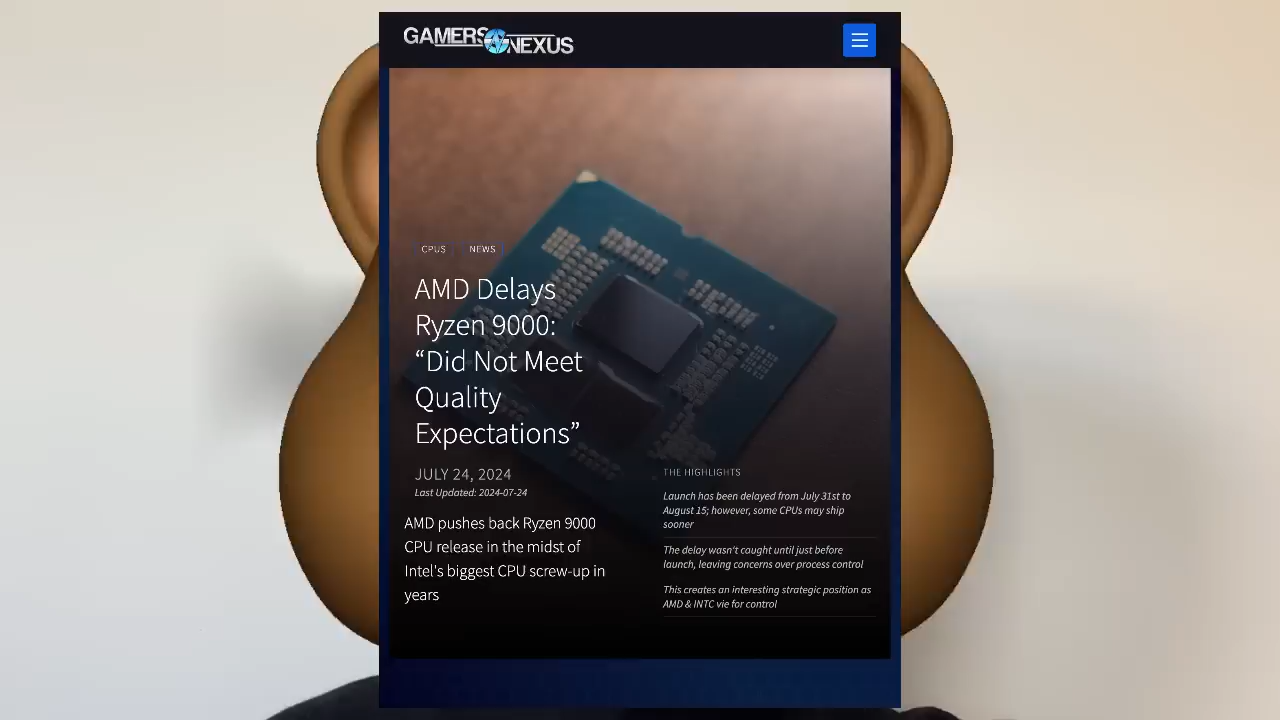 GAMERS NEXUS
CPUS NEWS
AMD Delays
Ryzen 9000:
“Did Not Meet
Quality
Expectations”
JULY 24, 2024
Last Updated: 2024-07-24
AMD pushes back Ryzen 9000
CPU release in the midst of
Intel's biggest CPU screw-up in
years
THE HIGHLIGHTS
Launch has been delayed from July 31st to
August 15; however, some CPUs may ship
sooner
The delay wasn't caught until just before
launch, leaving concerns over process control
This creates an interesting strategic position as
AMD & INTC vie for control